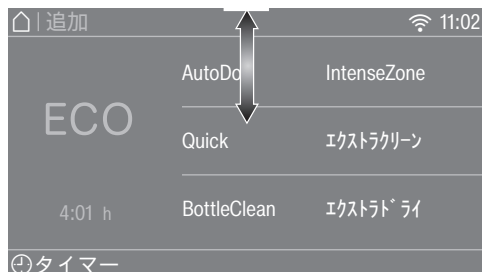 追加 11:02
AutoDo IntenseZone
ECO
Quick ｴｸｽﾄﾗｸﾘｰﾝ
4:01 h BottleClean ｴｸｽﾄﾗﾄﾞﾗｲ
タイマー